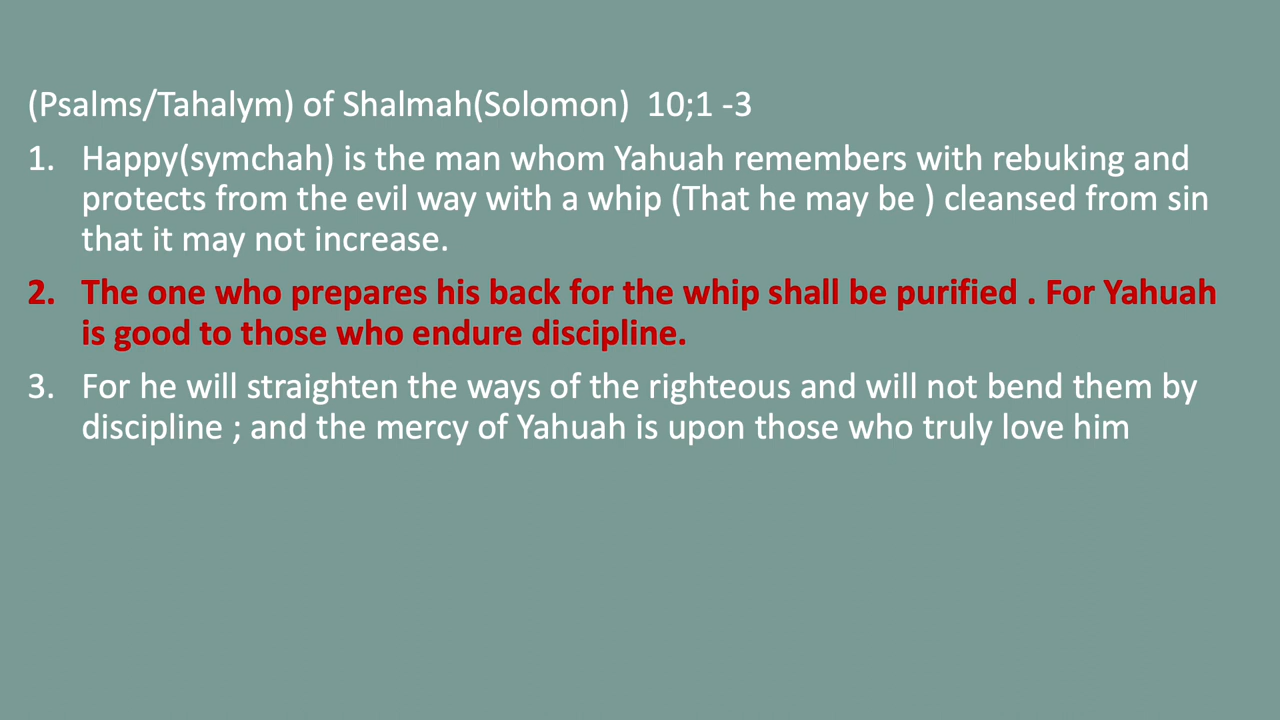 (Psalms/Tahalym) of Shalmah(Solomon)  10;1 -3
1. Happy(symchah) is the man whom Yahuah remembers with rebuking and
protects from the evil way with a whip (That he may be ) cleansed from sin
that it may not increase.
2. The one who prepares his back for the whip shall be purified . For Yahuah
is good to those who endure discipline.
3. For he will straighten the ways of the righteous and will not bend them by
discipline ; and the mercy of Yahuah is upon those who truly love him